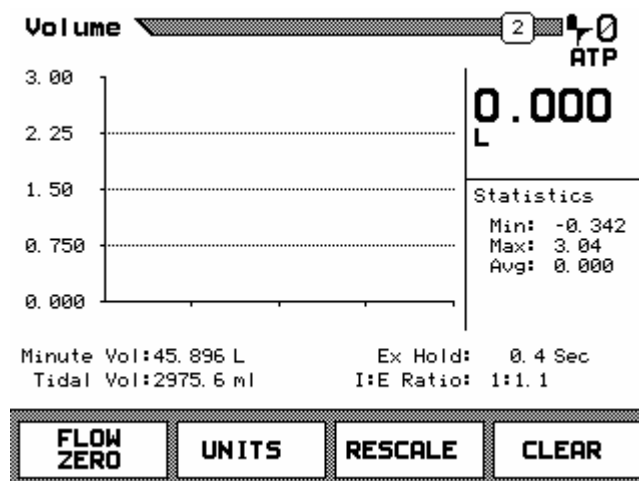 Volume
2
0
ATP
3.00
2.25
1.50
0.750
0.000
0.000
L
Statistics
Min: -0.342
Max: 3.04
Avg: 0.000
Minute Vol:45.896 L
Ex Hold: 0.4 Sec
Tidal Vol:2975.6 ml
I:E Ratio: 1:1.1
FLOW
ZERO
UNITS
RESCALE
CLEAR